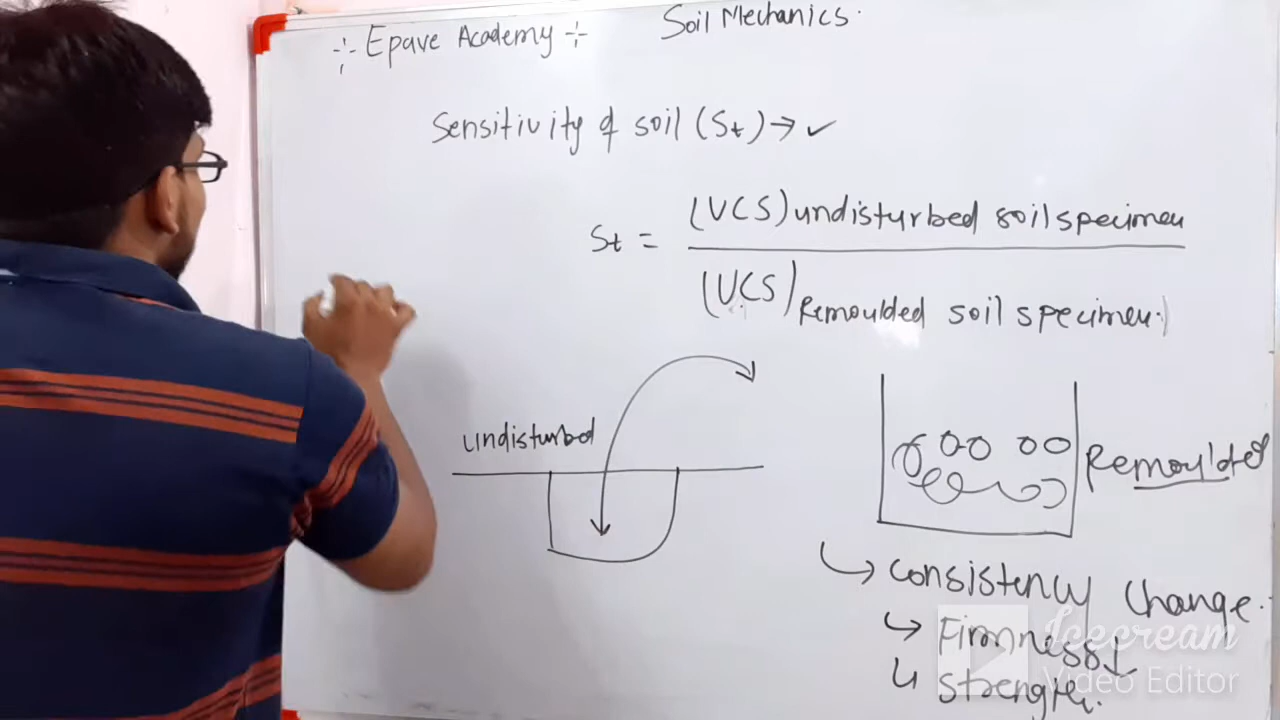 Epave Academy
Soil Mechanics.
Sensitivity of soil (St) → ✓
St = (UCS) undisturbed soil specimen
(UCS) Remoulded soil specimen.
undisturbed
Remoulded
↳ Consistency Change.
↳ Firmness ↓
↳ Strength.
Icecream
Video Editor